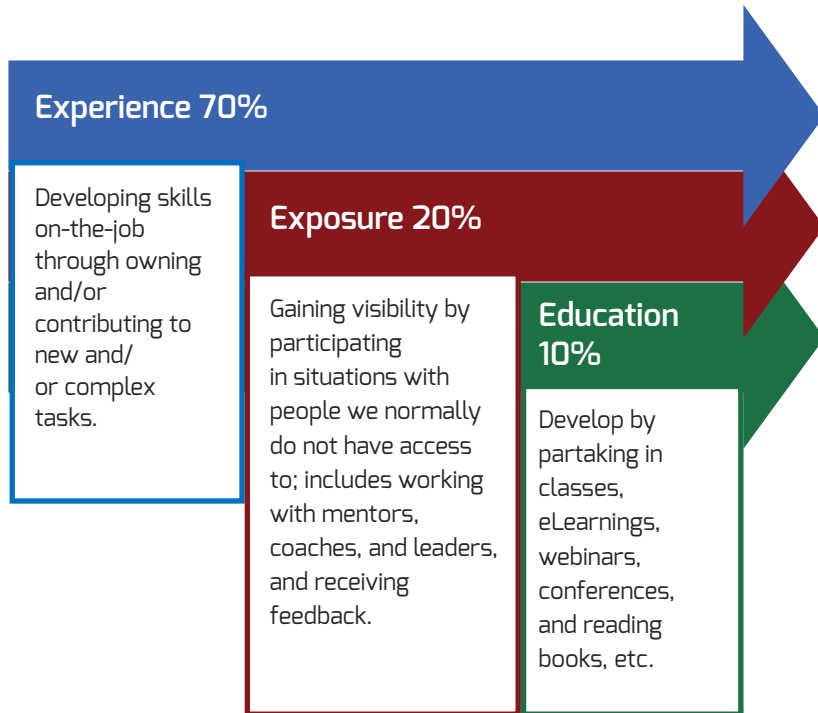 Experience 70%
Developing skills
on-the-job
through owning
and/or
contributing to
new and/
or complex
tasks.
Exposure 20%
Gaining visibility by
participating
in situations with
people we normally
do not have access
to; includes working
with mentors,
coaches, and leaders,
and receiving
feedback.
Education
10%
Develop by
partaking in
classes,
eLearnings,
webinars,
conferences,
and reading
books, etc.